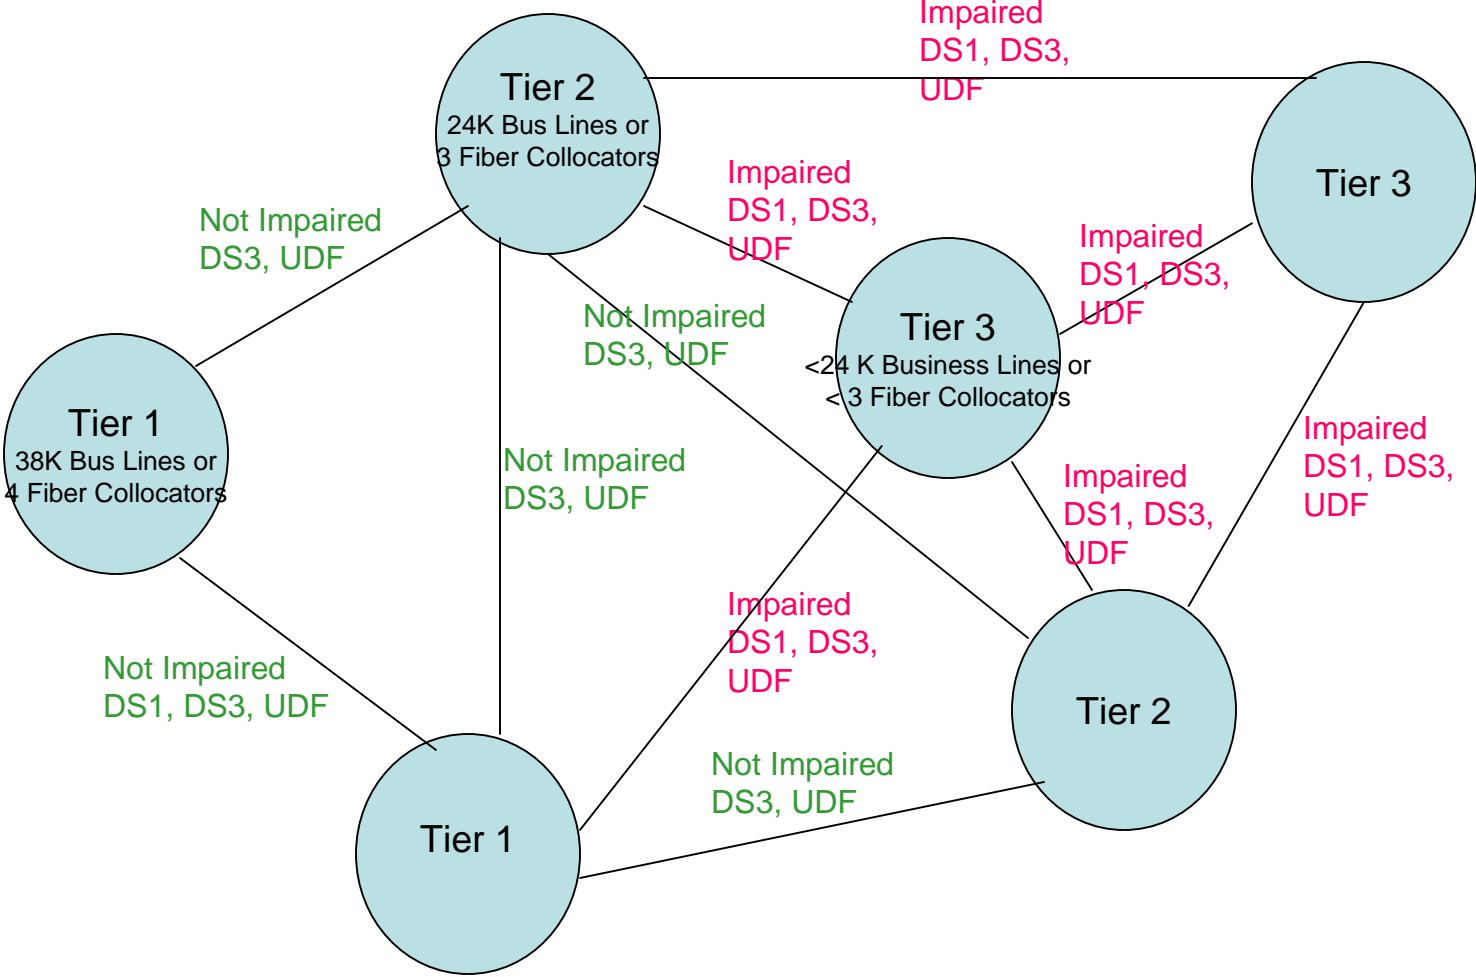 Impaired
DS1, DS3,
UDF
Tier 2
24K Bus Lines or
3 Fiber Collocators
Tier 3
Impaired
DS1, DS3,
UDF
Not Impaired
DS3, UDF
Impaired
DS1, DS3,
UDF
Not Impaired
DS3, UDF
Tier 3
<24 K Business Lines or
< 3 Fiber Collocators
Tier 1
38K Bus Lines or
4 Fiber Collocators
Not Impaired
DS3, UDF
Impaired
DS1, DS3,
UDF
Impaired
DS1, DS3,
UDF
Impaired
DS1, DS3,
UDF
Not Impaired
DS1, DS3, UDF
Tier 2
Not Impaired
DS3, UDF
Tier 1